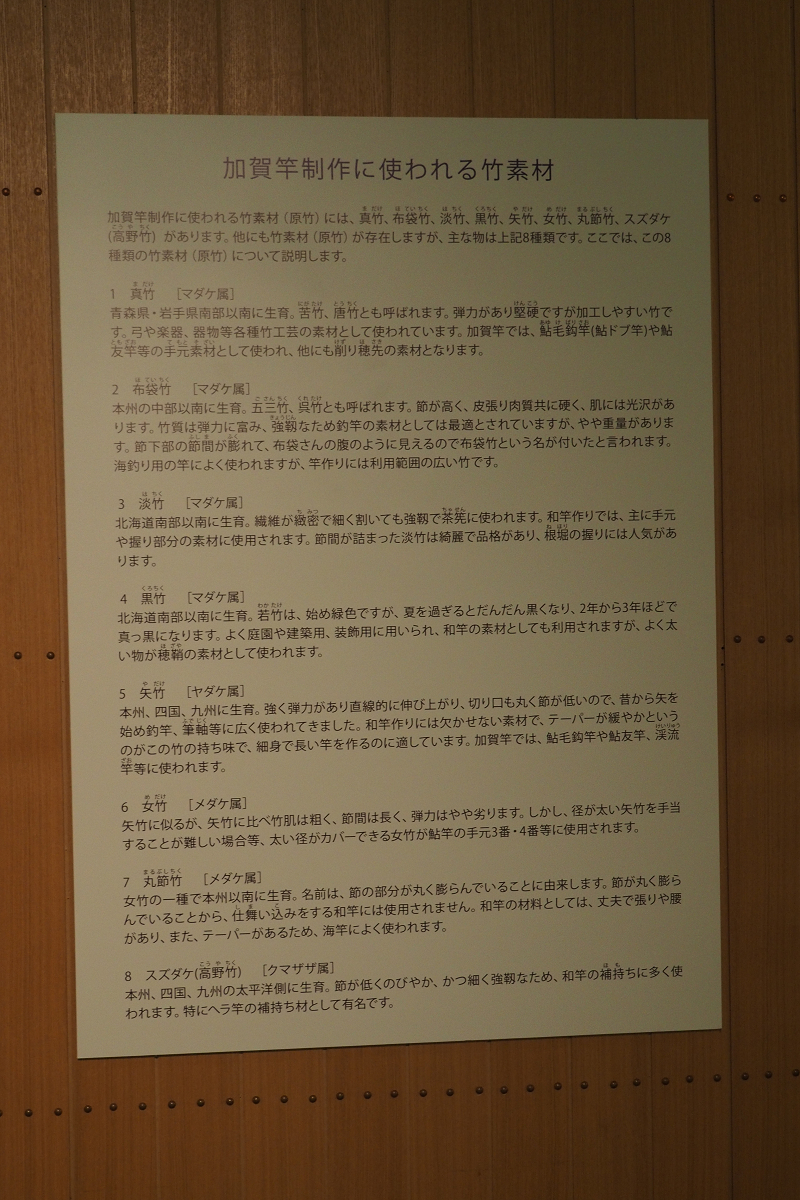 加賀竿制作に使われる竹素材
加賀竿制作に使われる竹素材（原竹）には、真竹、布袋竹、淡竹、黒竹、矢竹、女竹、丸節竹、スズダケ
(高野竹) があります。他にも竹素材（原竹）が存在しますが、主な物は上記8種類です。ここでは、この8
種類の竹素材（原竹）について説明します。
1 真竹 ［マダケ属］
青森県・岩手県南部以南に生育。苦竹、唐竹とも呼ばれます。弾力があり堅硬ですが加工しやすい竹で
す。弓や楽器、器物等各種竹工芸の素材として使われています。加賀竿では、鮎毛鈎竿(鮎ドブ竿)や鮎
友竿等の手元素材として使われ、他にも削り穂先の素材となります。
2 布袋竹 ［マダケ属］
本州の中部以南に生育。五三竹、呉竹とも呼ばれます。節が高く、皮張り肉質共に硬く、肌には光沢があ
ります。竹質は弾力に富み、強靱なため釣竿の素材としては最適とされていますが、やや重量がありま
す。節下部の節間が膨れて、布袋さんの腹のように見えるので布袋竹という名が付いたと言われます。
海釣り用の竿によく使われますが、竿作りには利用範囲の広い竹です。
3 淡竹 ［マダケ属］
北海道南部以南に生育。繊維が緻密で細く割いても強靱で茶筅に使われます。和竿作りでは、主に手元
や握り部分の素材に使用されます。節間が詰まった淡竹は綺麗で品格があり、根堀の握りには人気があ
ります。
4 黒竹 ［マダケ属］
北海道南部以南に生育。若竹は、始め緑色ですが、夏を過ぎるとだんだん黒くなり、2年から3年ほどで
真っ黒になります。よく庭園や建築用、装飾用に用いられ、和竿の素材としても利用されますが、よく太
い物が穂鞘の素材として使われます。
5 矢竹 ［ヤダケ属］
本州、四国、九州に生育。強く弾力があり直線的に伸び上がり、切り口も丸く節が低いので、昔から矢を
始め釣竿、筆軸等に広く使われてきました。和竿作りには欠かせない素材で、テーパーが緩やかという
のがこの竹の持ち味で、細身で長い竿を作るのに適しています。加賀竿では、鮎毛鈎竿や鮎友竿、渓流
竿等に使われます。
6 女竹 ［メダケ属］
矢竹に似るが、矢竹に比べ竹肌は粗く、節間は長く、弾力はやや劣ります。しかし、径が太い矢竹を手当
することが難しい場合等、太い径がカバーできる女竹が鮎竿の手元3番・4番等に使用されます。
7 丸節竹 ［メダケ属］
女竹の一種で本州以南に生育。名前は、節の部分が丸く膨らんでいることに由来します。節が丸く膨ら
んでいることから、仕舞い込みをする和竿には使用されません。和竿の材料としては、丈夫で張りや腰
があり、また、テーパーがあるため、海竿によく使われます。
8 スズダケ(高野竹) ［クマザザ属］
本州、四国、九州の太平洋側に生育。節が低くのびやか、かつ細く強靱なため、和竿の補持ちに多く使
われます。特にヘラ竿の補持ち材として有名です。